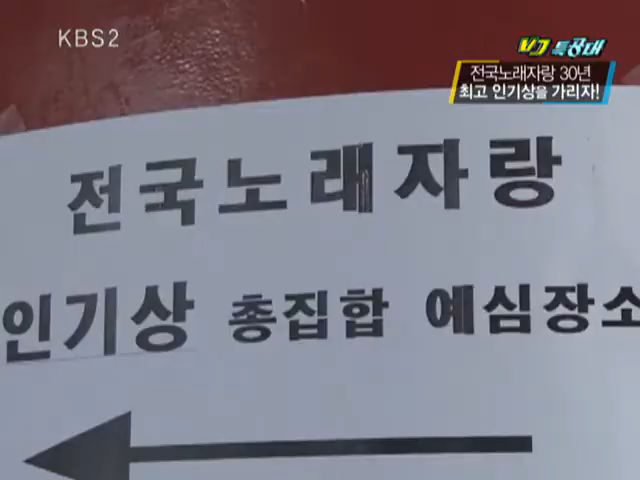 KBS2
VJ 특공대
전국노래자랑 30년
최고 인기상을 가리자!
전국노래자랑
인기상 총집합 예심장소